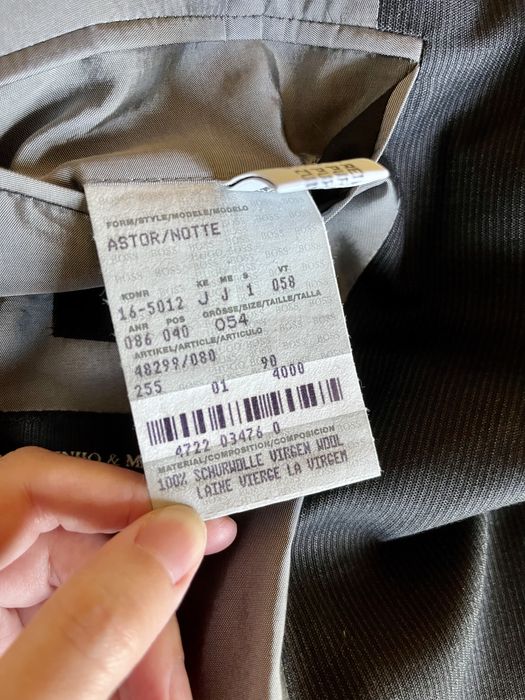 FORM/STYLE/MODELE/MODELO
ASTOR/NOTTE
KDNR KE ME S VT
16-5012 J J 1 058
ANR POS GRÖSSE/SIZE/TAILLE/TALLA
086 040 054
ARTIKEL/ARTICLE/ARTICULO
48299/080 90
255 01 4000
4722 03476 0
MATERIAL/COMPOSITION/COMPOSICION
100% SCHURWOLLE VIRGEN WOOL
LAINE VIERGE LA VIRGEN